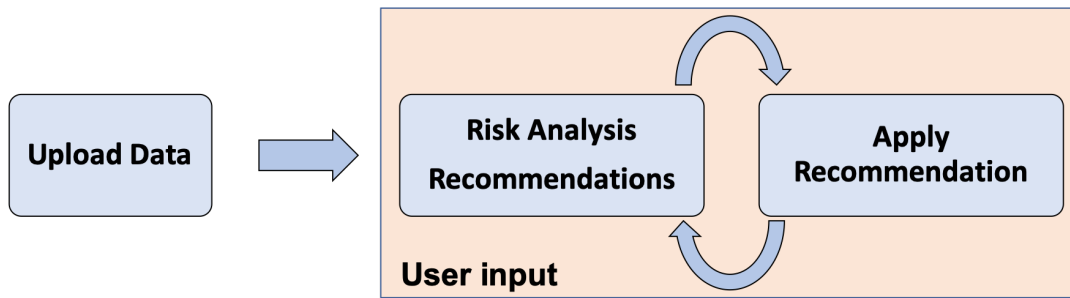 Upload Data
Risk Analysis
Recommendations
Apply
Recommendation
User input